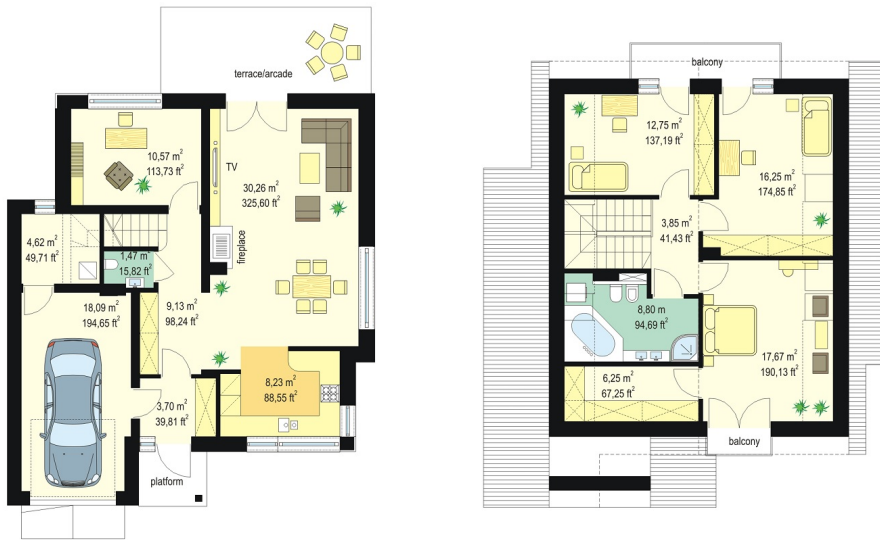 terrace/arcade
10,57 m²
113,73 ft²
TV
30,26 m²
325,60 ft²
fireplace
4,62 m²
49,71 ft²
1,47 m²
15,82 ft²
18,09 m²
194,65 ft²
9,13 m²
98,24 ft²
8,23 m²
88,55 ft²
3,70 m²
39,81 ft²
platform
balcony
12,75 m²
137,19 ft²
16,25 m²
174,85 ft²
3,85 m²
41,43 ft²
8,80 m
94,69 ft²
17,67 m²
190,13 ft²
6,25 m²
67,25 ft²
balcony